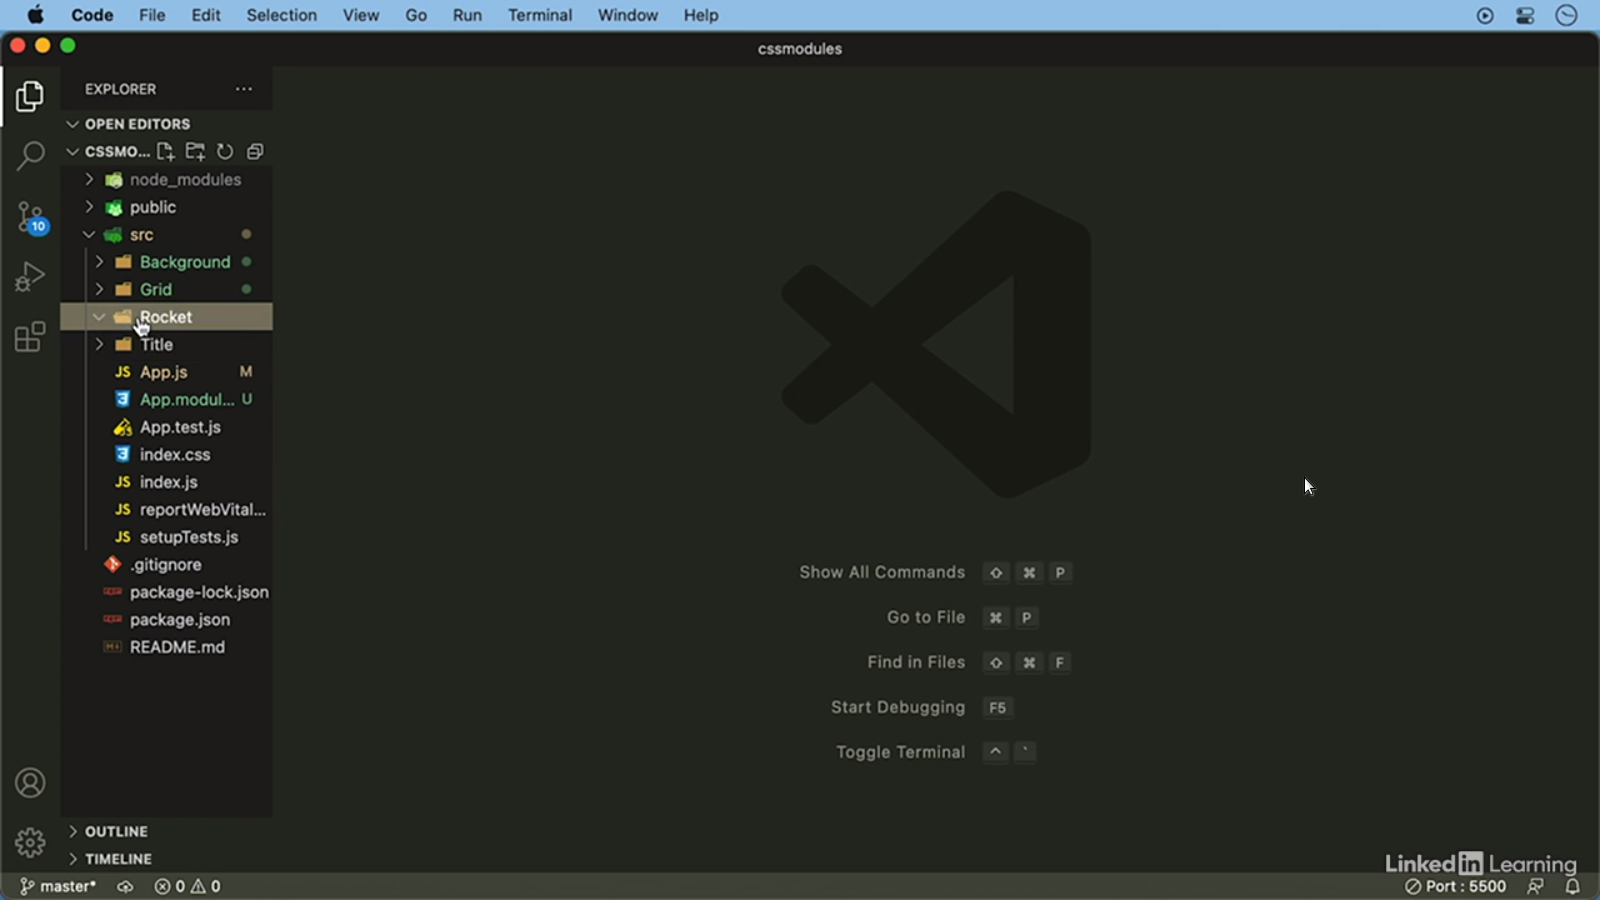 Code File Edit Selection View Go Run Terminal Window Help
cssmodules
EXPLORER
OPEN EDITORS
CSSMO...
node_modules
public
src
Background
Grid
Rocket
Title
JS App.js M
App.modul... U
App.test.js
index.css
JS index.js
JS reportWebVital...
JS setupTests.js
.gitignore
package-lock.json
package.json
README.md
OUTLINE
TIMELINE
10
Show All Commands ⇧ ⌘ P
Go to File ⌘ P
Find in Files ⇧ ⌘ F
Start Debugging F5
Toggle Terminal ^ `
LinkedIn Learning
master* 0 0 Port : 5500